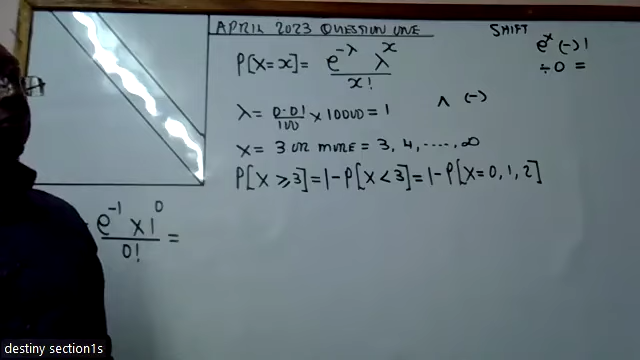 APRIL 2023 QUESTION ONE
P[X=x] = e^-λ λ^x / x!
λ = 0.01/100 x 10000 = 1
x = 3 OR MORE = 3, 4, ....., ∞
P[X ≥ 3] = 1 - P[X < 3] = 1 - P[X = 0, 1, 2]
SHIFT
e^x (-) 1
÷ 0 =
∧ (-)
e^-1 x 1^0 / 0! =
destiny section1s